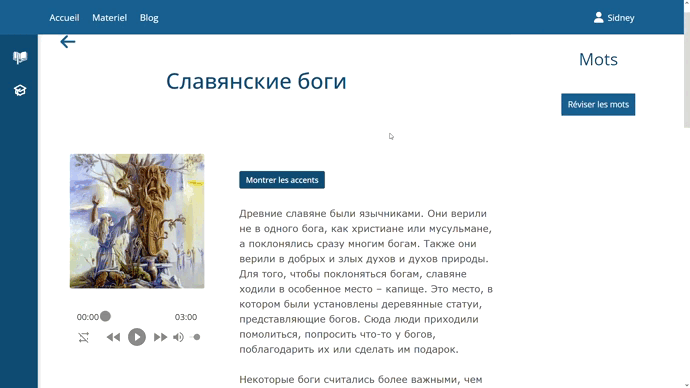 Accueil Materiel Blog Sidney
Славянские боги
Mots
Réviser les mots
Montrer les accents
Древние славяне были язычниками. Они верили
не в одного бога, как христиане или мусульмане,
а поклонялись сразу многим богам. Также они
верили в добрых и злых духов и духов природы.
Для того, чтобы поклоняться богам, славяне
ходили в особенное место – капище. Это место, в
котором были установлены деревянные статуи,
представляющие богов. Сюда люди приходили
помолиться, попросить что-то у богов,
поблагодарить их или сделать им подарок.
00:00 03:00
Некоторые боги считались более важными, чем